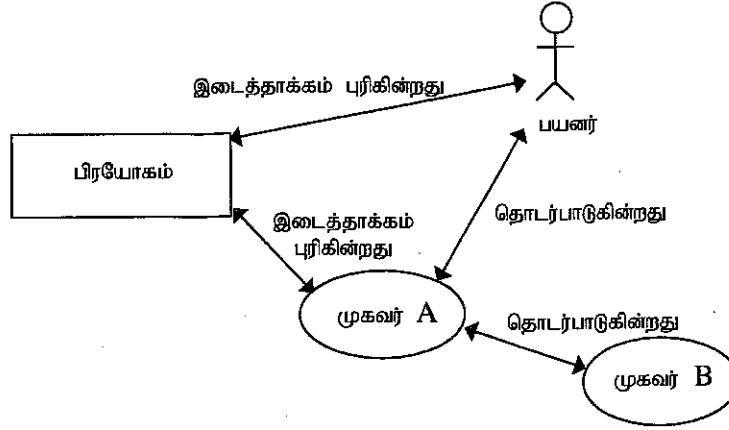 இடைத்தாக்கம் புரிகின்றது
பயனர்
பிரயோகம்
இடைத்தாக்கம்
புரிகின்றது
தொடர்பாடுகின்றது
முகவர் A
தொடர்பாடுகின்றது
முகவர் B